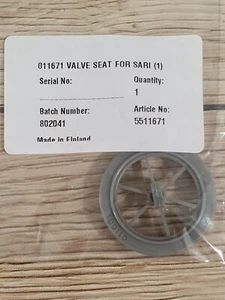 011671 VALVE SEAT FOR SARI (1)
Serial No: Quantity:
1
Batch Number: Article No:
802041 5511671
Made in Finland